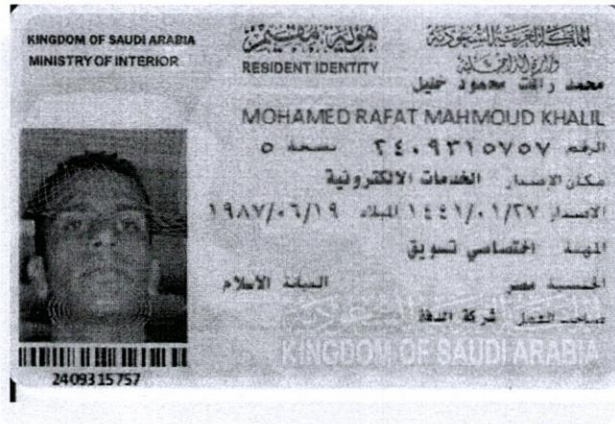 KINGDOM OF SAUDI ARABIA
MINISTRY OF INTERIOR
هوية مقيم
RESIDENT IDENTITY
المملكة العربية السعودية
وزارة الداخلية
محمد رافت محمود خليل
MOHAMED RAFAT MAHMOUD KHALIL
الرقم ٢٤٠٩٣١٥٧٥٧ نسخة ٥
مكان الاصدار الخدمات الالكترونية
الاصدار ١٤٤١/٠١/٢٧ الميلاد ١٩٨٧/٠٦/١٩
المهنة اختصاصي تسويق
الجنسية مصر الديانة الاسلام
صاحب العمل شركة الدقة
KINGDOM OF SAUDI ARABIA
2409315757